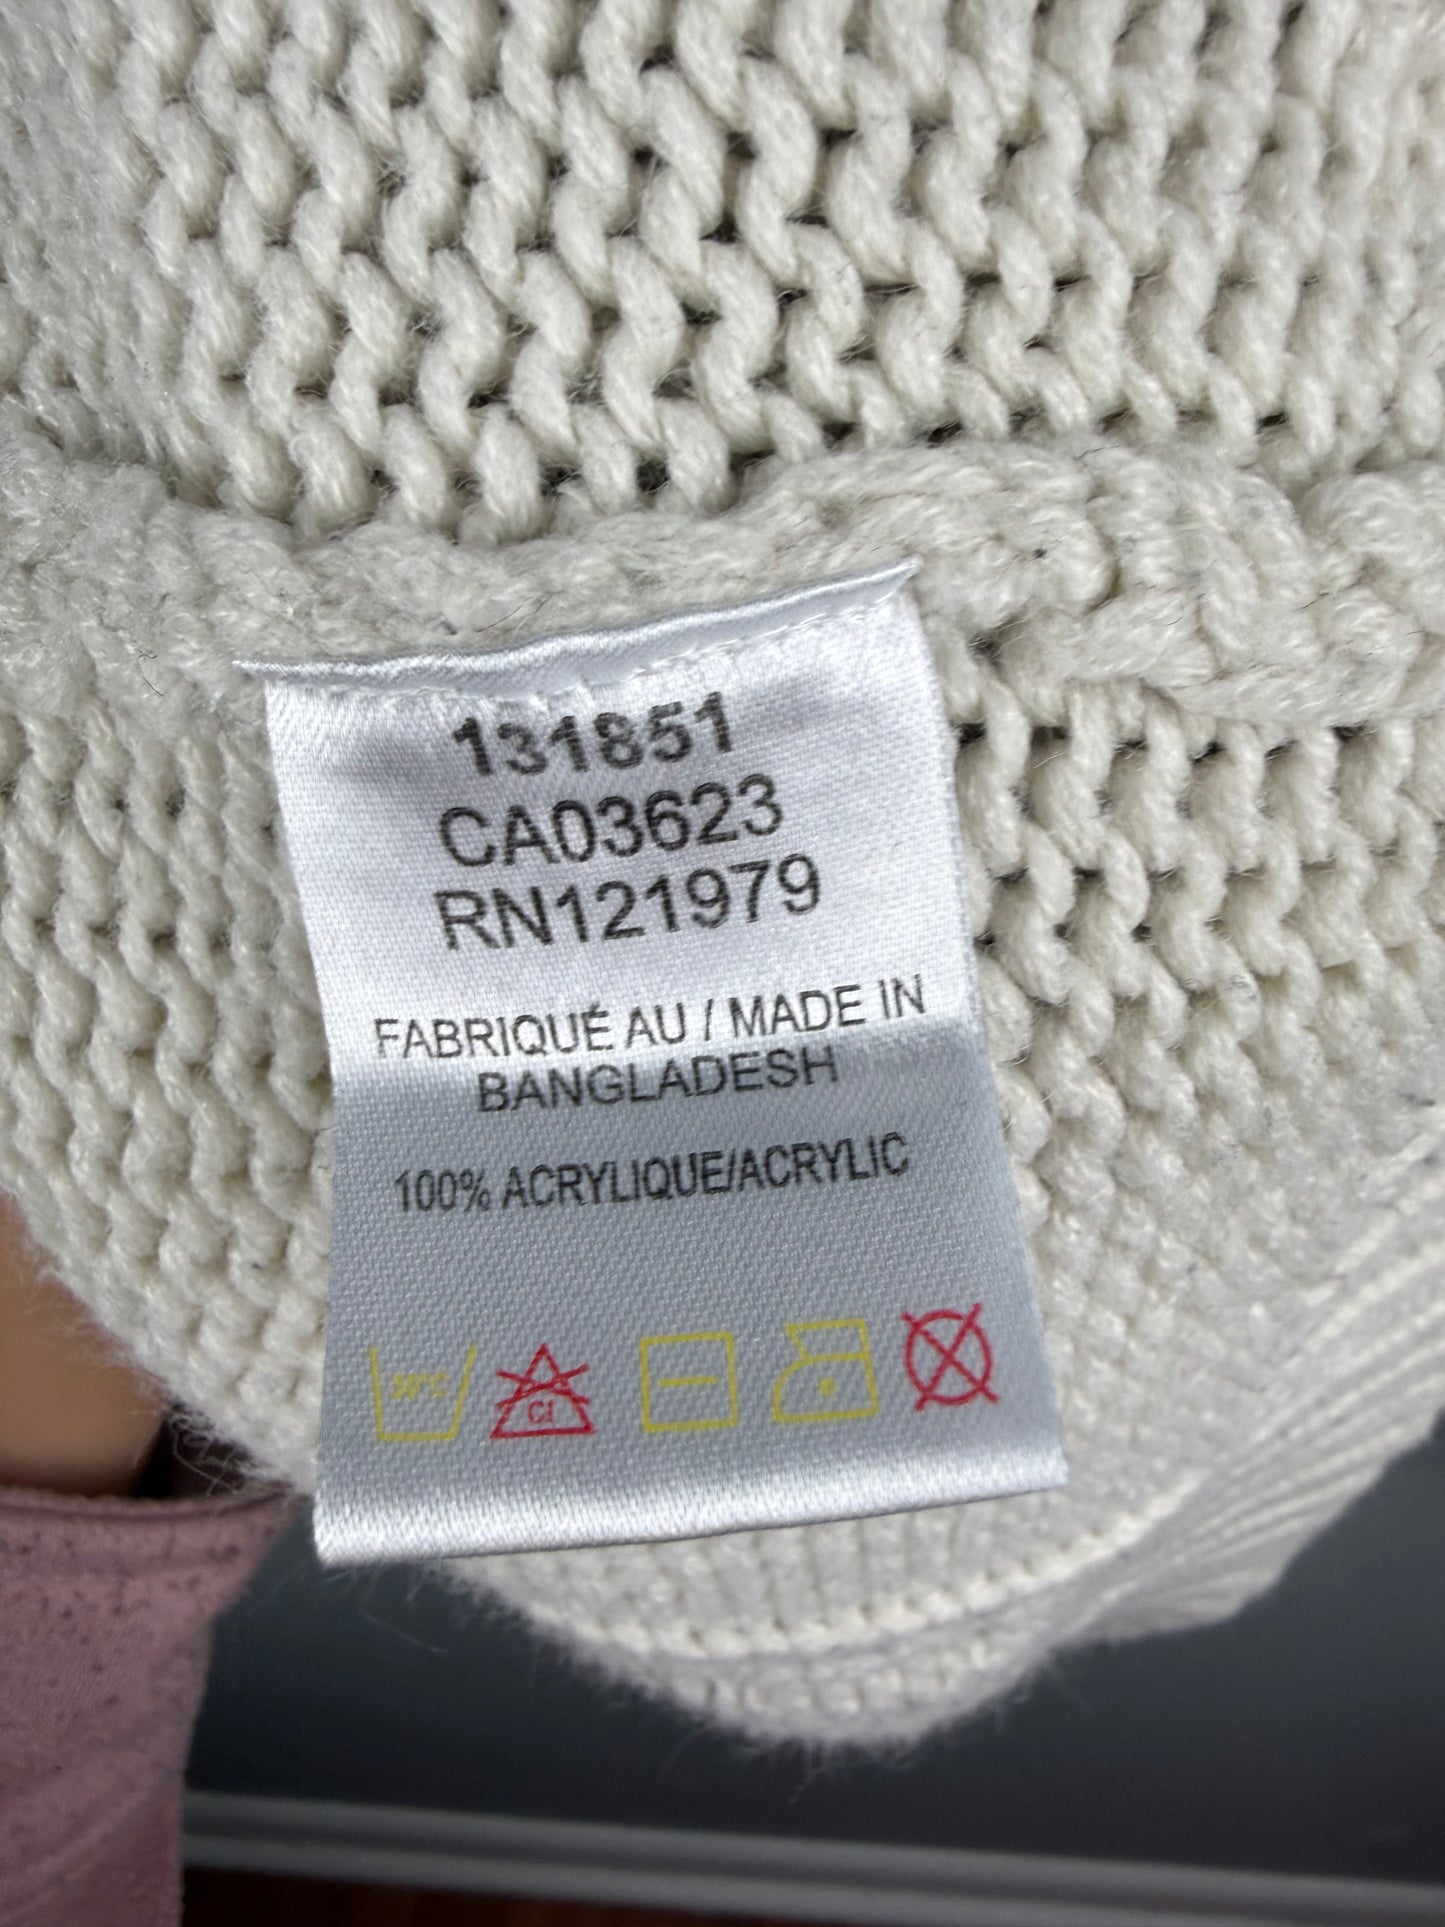 131851
CA03623
RN121979
FABRIQUÉ AU / MADE IN
BANGLADESH
100% ACRYLIQUE/ACRYLIC
30°C
Cl